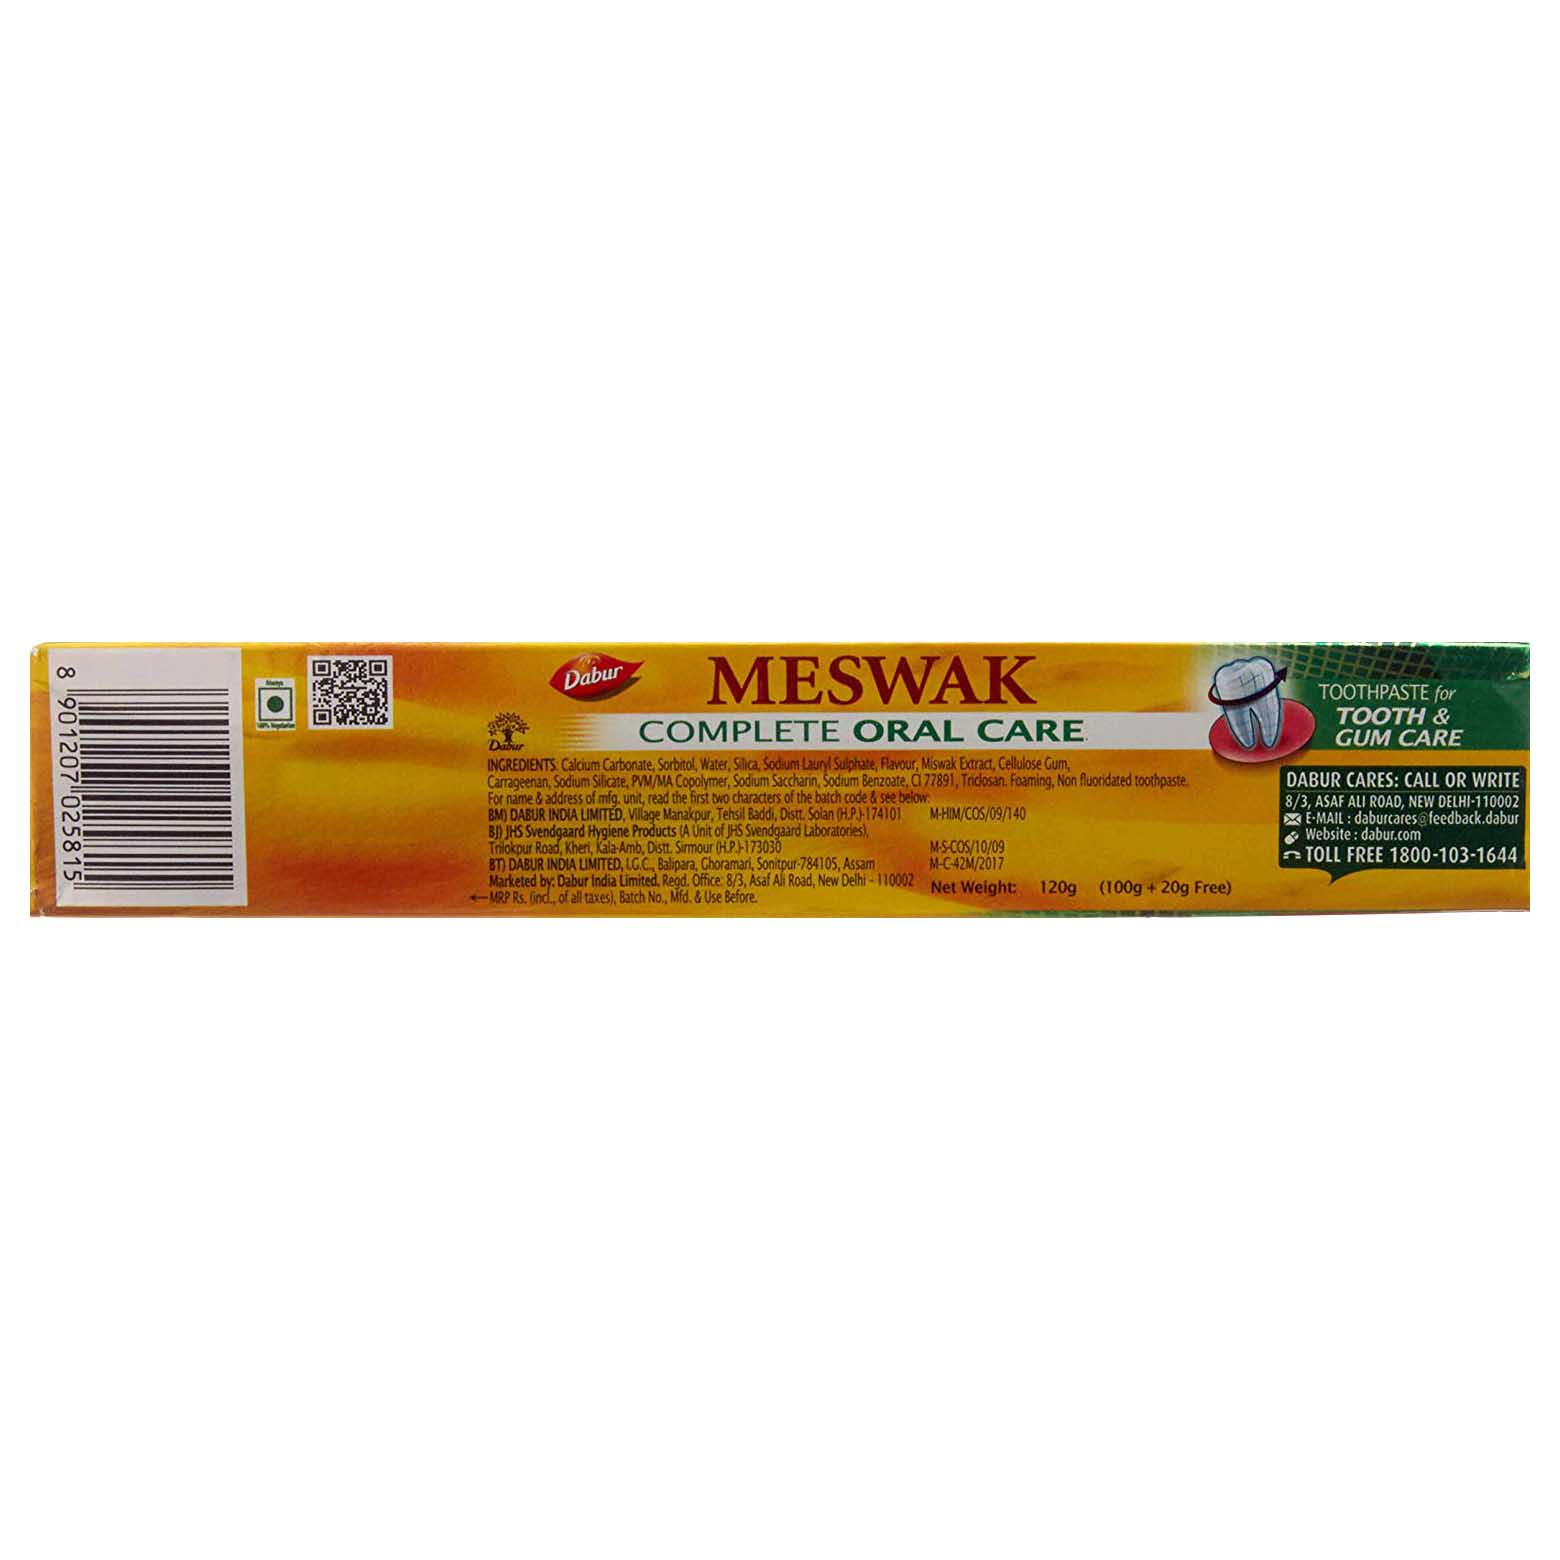 8 901207 025815
Always
100% Vegetarian
Dabur
MESWAK
COMPLETE ORAL CARE
Dabur
INGREDIENTS: Calcium Carbonate, Sorbitol, Water, Silica, Sodium Lauryl Sulphate, Flavour, Miswak Extract, Cellulose Gum,
Carrageenan, Sodium Silicate, PVM/MA Copolymer, Sodium Saccharin, Sodium Benzoate, CI 77891, Triclosan. Foaming, Non fluoridated toothpaste.
For name & address of mfg. unit, read the first two characters of the batch code & see below:
BM) DABUR INDIA LIMITED, Village Manakpur, Tehsil Baddi, Distt. Solan (H.P.)-174101 M-HIM/COS/09/140
BJ) JHS Svendgaard Hygiene Products (A Unit of JHS Svendgaard Laboratories),
Trilokpur Road, Kheri, Kala-Amb, Distt. Sirmour (H.P.)-173030 M-S-COS/10/09
BT) DABUR INDIA LIMITED, I.G.C., Balipara, Ghoramari, Sonitpur-784105, Assam M-C-42M/2017
Marketed by: Dabur India Limited, Regd. Office: 8/3, Asaf Ali Road, New Delhi - 110002
Net Weight: 120g (100g + 20g Free)
MRP Rs. (incl., of all taxes), Batch No., Mfd. & Use Before.
TOOTHPASTE for
TOOTH &
GUM CARE
DABUR CARES: CALL OR WRITE
8/3, ASAF ALI ROAD, NEW DELHI-110002
E-MAIL : daburcares@feedback.dabur
Website : dabur.com
TOLL FREE 1800-103-1644